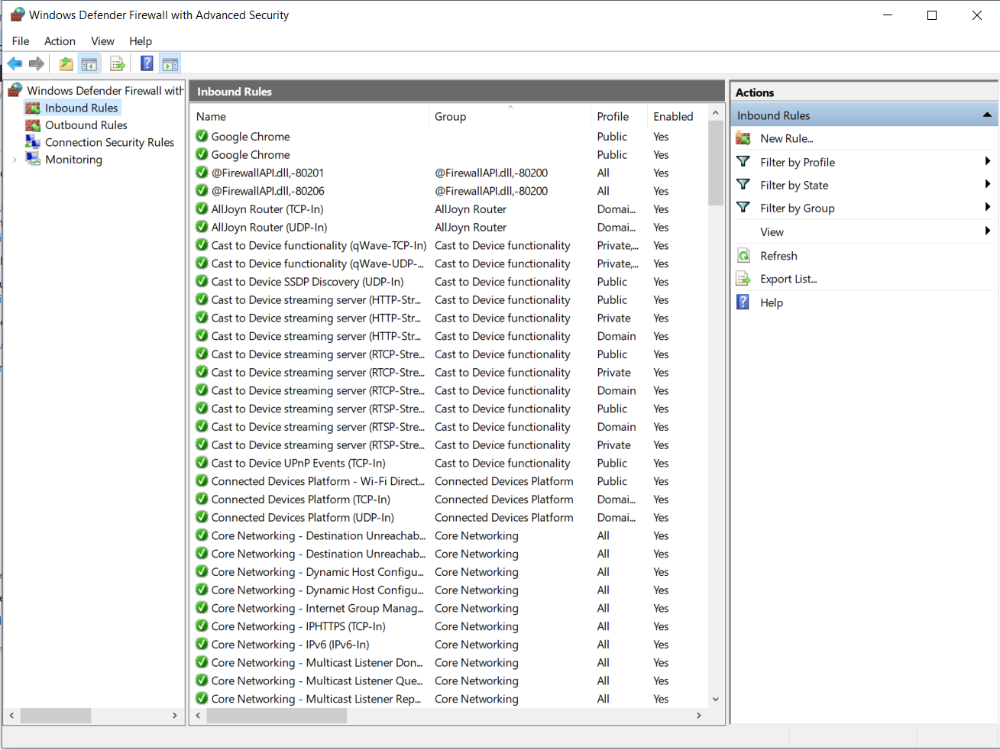 Windows Defender Firewall with Advanced Security
File Action View Help
Windows Defender Firewall with
Inbound Rules
Outbound Rules
Connection Security Rules
Monitoring
Inbound Rules
Name Group Profile Enabled
Google Chrome Public Yes
Google Chrome Public Yes
@FirewallAPI.dll,-80201 @FirewallAPI.dll,-80200 All Yes
@FirewallAPI.dll,-80206 @FirewallAPI.dll,-80200 All Yes
AllJoyn Router (TCP-In) AllJoyn Router Domai... Yes
AllJoyn Router (UDP-In) AllJoyn Router Domai... Yes
Cast to Device functionality (qWave-TCP-In) Cast to Device functionality Private,... Yes
Cast to Device functionality (qWave-UDP-... Cast to Device functionality Private,... Yes
Cast to Device SSDP Discovery (UDP-In) Cast to Device functionality Public Yes
Cast to Device streaming server (HTTP-Str... Cast to Device functionality Public Yes
Cast to Device streaming server (HTTP-Str... Cast to Device functionality Private Yes
Cast to Device streaming server (HTTP-Str... Cast to Device functionality Domain Yes
Cast to Device streaming server (RTCP-Stre... Cast to Device functionality Public Yes
Cast to Device streaming server (RTCP-Stre... Cast to Device functionality Private Yes
Cast to Device streaming server (RTCP-Stre... Cast to Device functionality Domain Yes
Cast to Device streaming server (RTSP-Stre... Cast to Device functionality Public Yes
Cast to Device streaming server (RTSP-Stre... Cast to Device functionality Domain Yes
Cast to Device streaming server (RTSP-Stre... Cast to Device functionality Private Yes
Cast to Device UPnP Events (TCP-In) Cast to Device functionality Public Yes
Connected Devices Platform - Wi-Fi Direct... Connected Devices Platform Public Yes
Connected Devices Platform (TCP-In) Connected Devices Platform Domai... Yes
Connected Devices Platform (UDP-In) Connected Devices Platform Domai... Yes
Core Networking - Destination Unreachab... Core Networking All Yes
Core Networking - Destination Unreachab... Core Networking All Yes
Core Networking - Dynamic Host Configu... Core Networking All Yes
Core Networking - Dynamic Host Configu... Core Networking All Yes
Core Networking - Internet Group Manag... Core Networking All Yes
Core Networking - IPHTTPS (TCP-In) Core Networking All Yes
Core Networking - IPv6 (IPv6-In) Core Networking All Yes
Core Networking - Multicast Listener Don... Core Networking All Yes
Core Networking - Multicast Listener Que... Core Networking All Yes
Core Networking - Multicast Listener Rep... Core Networking All Yes
Actions
Inbound Rules
New Rule...
Filter by Profile
Filter by State
Filter by Group
View
Refresh
Export List...
Help